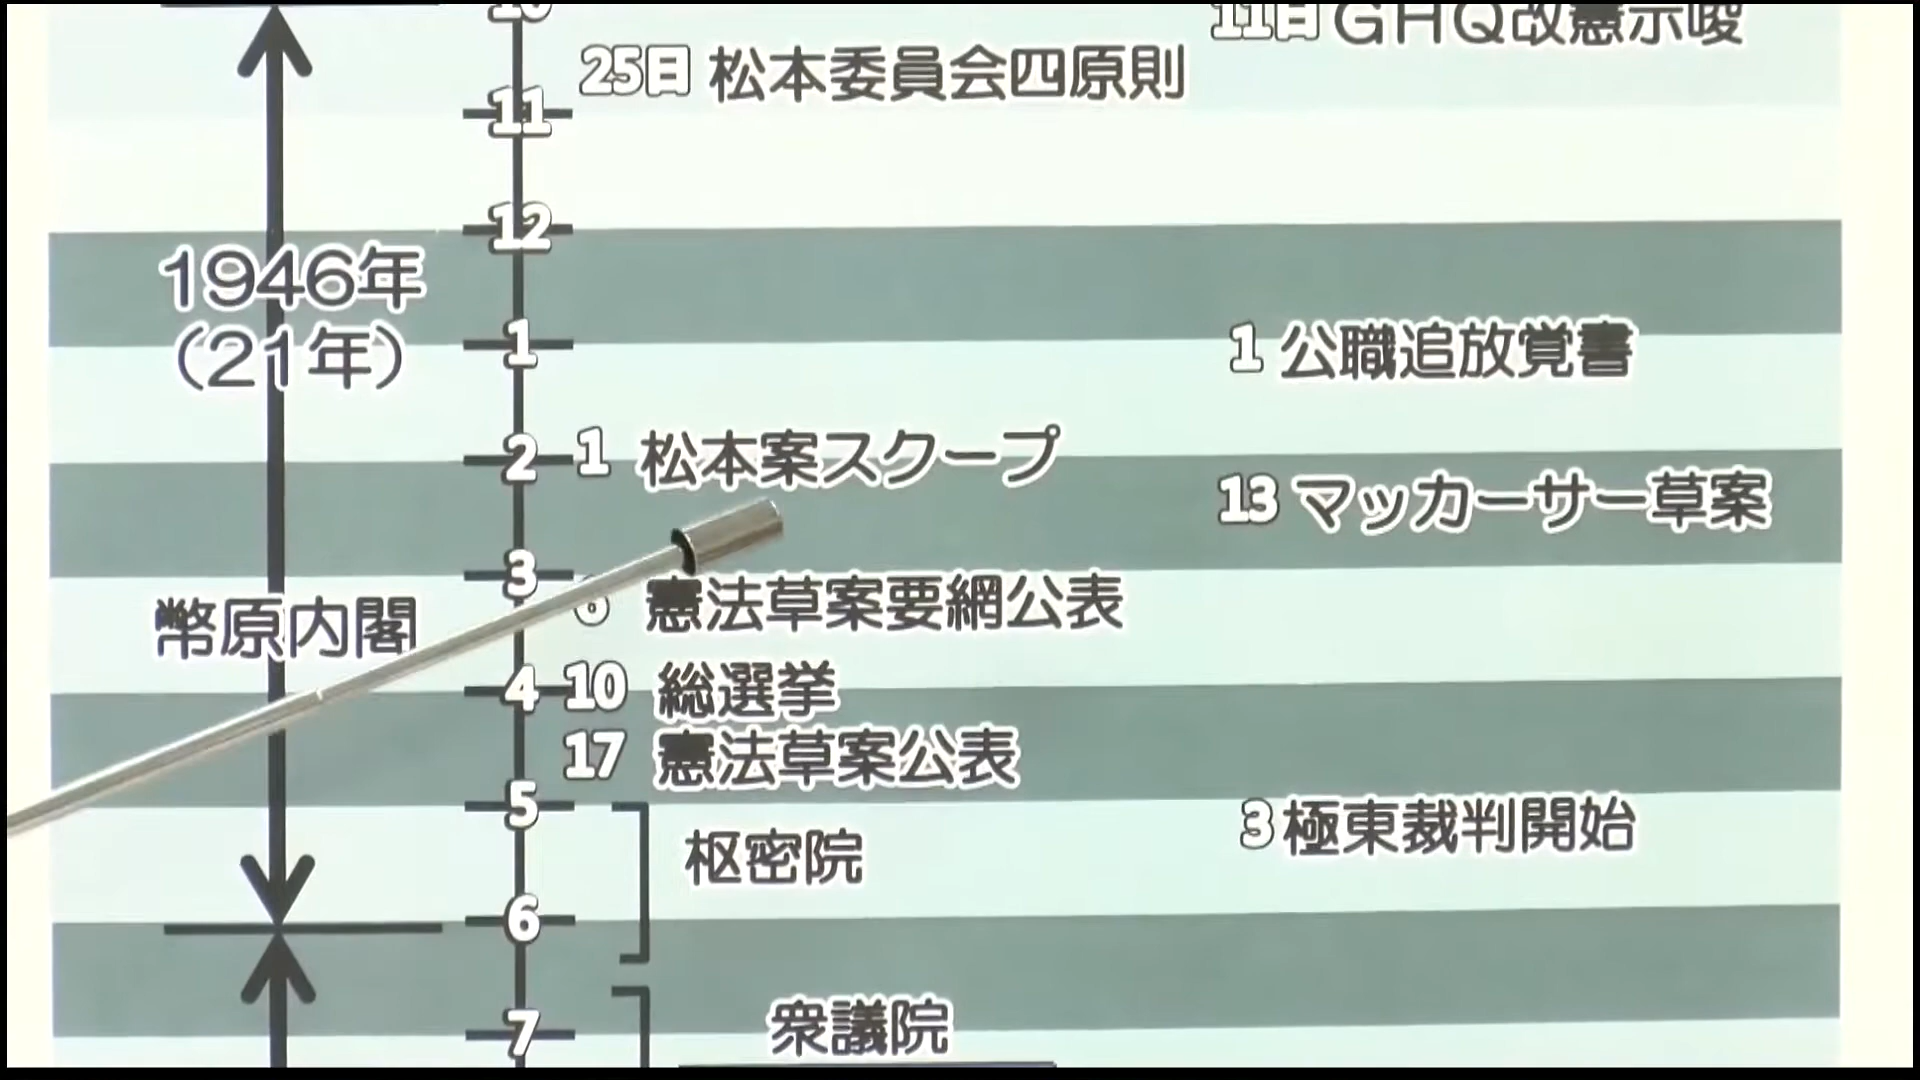 10
11日 GHQ改憲示唆
25日 松本委員会四原則
11
12
1946年
(21年)
1
1 公職追放覚書
2
1 松本案スクープ
13 マッカーサー草案
3
6 憲法草案要綱公表
幣原内閣
4
10 総選挙
17 憲法草案公表
5
3 極東裁判開始
枢密院
6
7
衆議院